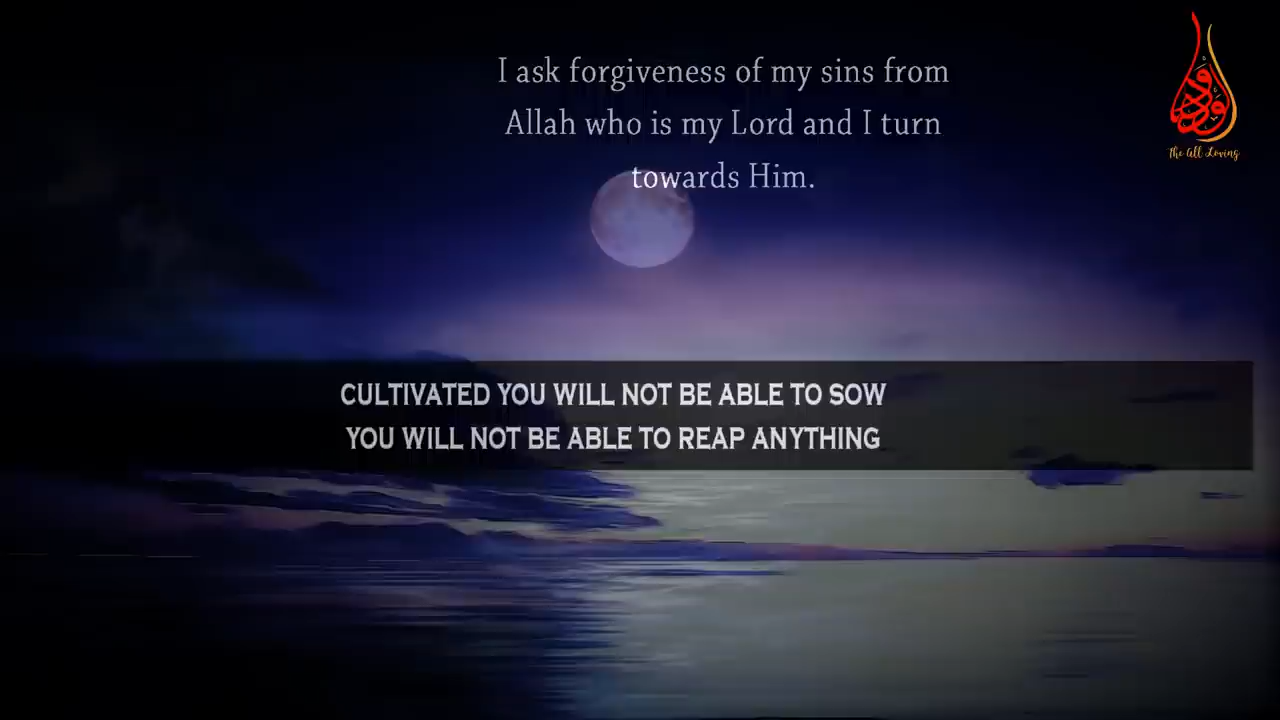 I ask forgiveness of my sins from
Allah who is my Lord and I turn
towards Him.
The All Loving
CULTIVATED YOU WILL NOT BE ABLE TO SOW
YOU WILL NOT BE ABLE TO REAP ANYTHING